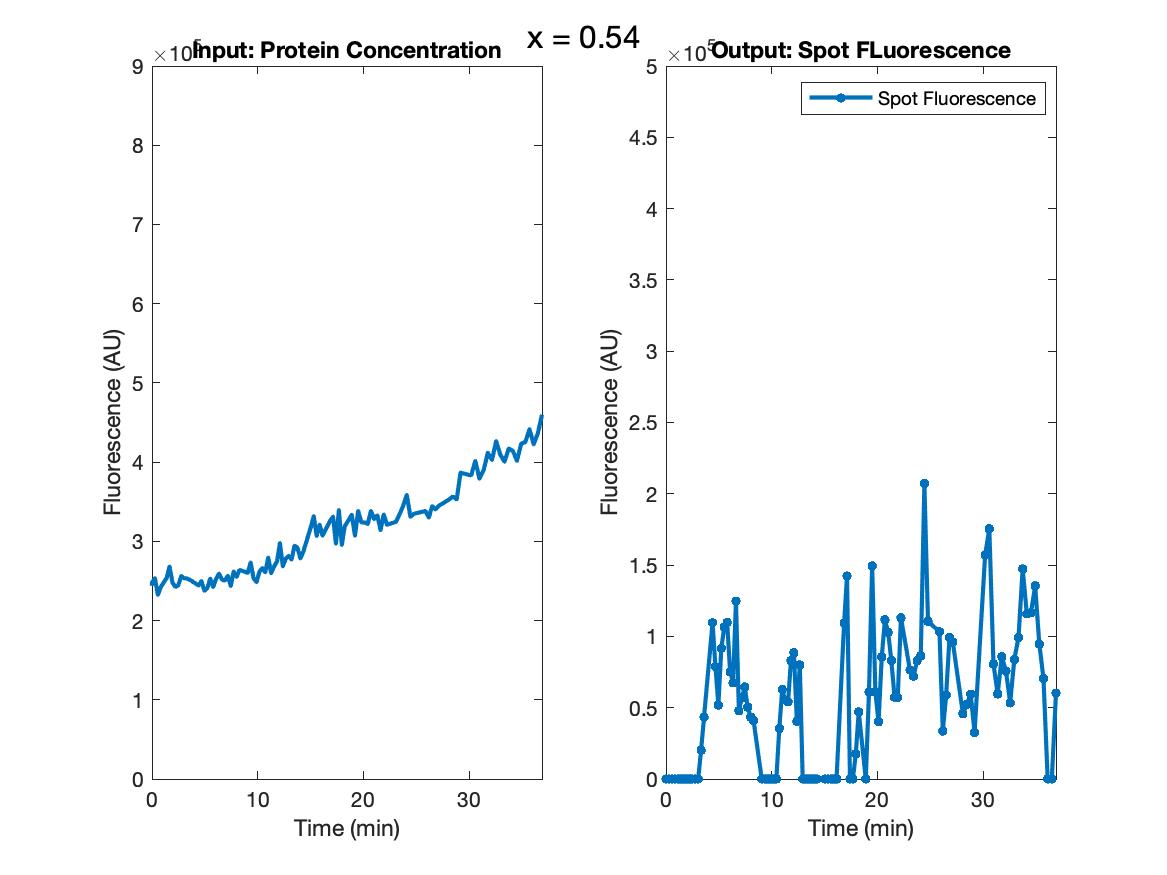 x = 0.54
×10⁵
Input: Protein Concentration
9
8
7
6
5
4
3
2
1
0
Fluorescence (AU)
0 10 20 30
Time (min)
×10⁵
Output: Spot FLuorescence
Spot Fluorescence
5
4.5
4
3.5
3
2.5
2
1.5
1
0.5
0
Fluorescence (AU)
0 10 20 30
Time (min)